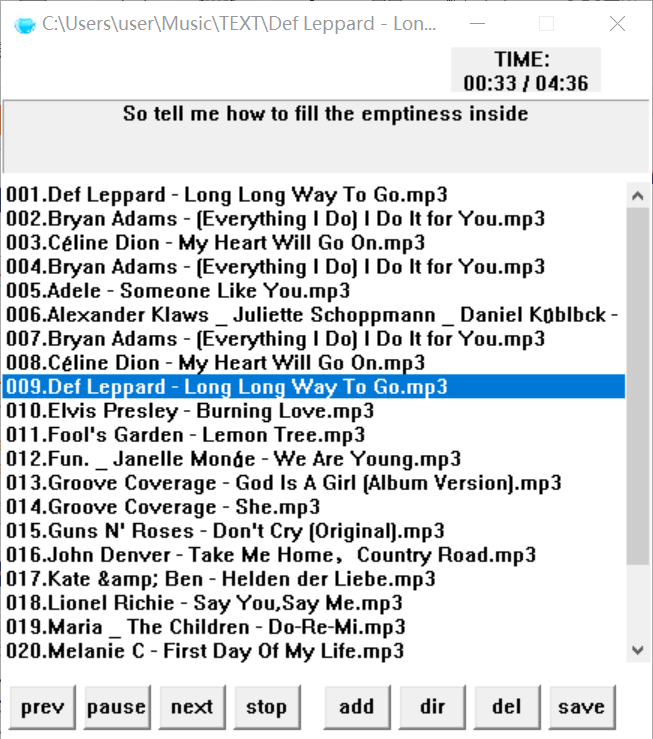 C:\Users\user\Music\TEXT\Def Leppard - Lon...
TIME:
00:33 / 04:36
So tell me how to fill the emptiness inside
001.Def Leppard - Long Long Way To Go.mp3
002.Bryan Adams - (Everything I Do) I Do It for You.mp3
003.Céline Dion - My Heart Will Go On.mp3
004.Bryan Adams - (Everything I Do) I Do It for You.mp3
005.Adele - Someone Like You.mp3
006.Alexander Klaws _ Juliette Schoppmann _ Daniel Küblbck -
007.Bryan Adams - (Everything I Do) I Do It for You.mp3
008.Céline Dion - My Heart Will Go On.mp3
009.Def Leppard - Long Long Way To Go.mp3
010.Elvis Presley - Burning Love.mp3
011.Fool's Garden - Lemon Tree.mp3
012.Fun. _ Janelle Monáe - We Are Young.mp3
013.Groove Coverage - God Is A Girl (Album Version).mp3
014.Groove Coverage - She.mp3
015.Guns N' Roses - Don't Cry (Original).mp3
016.John Denver - Take Me Home，Country Road.mp3
017.Kate &amp; Ben - Helden der Liebe.mp3
018.Lionel Richie - Say You,Say Me.mp3
019.Maria _ The Children - Do-Re-Mi.mp3
020.Melanie C - First Day Of My Life.mp3
prev pause next stop add dir del save